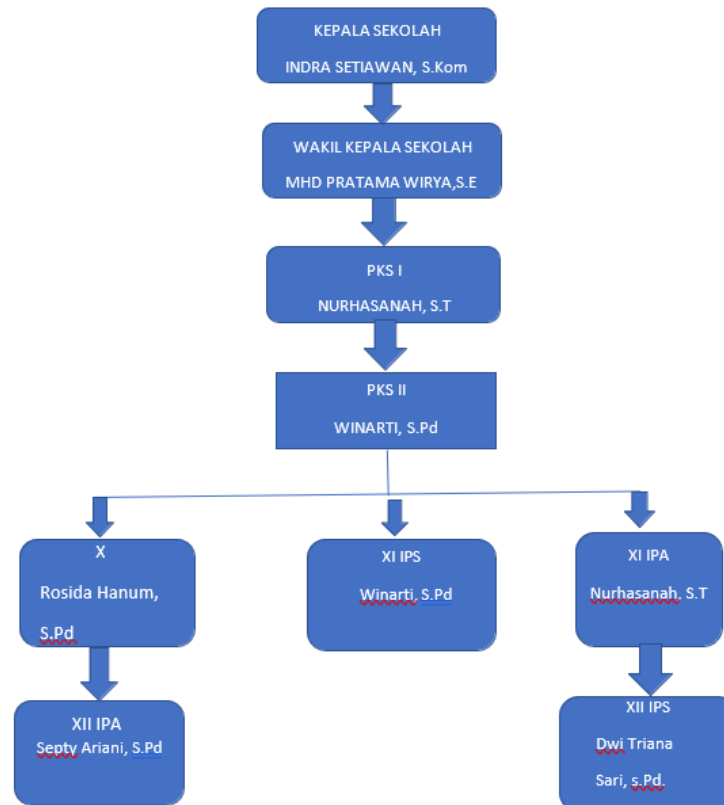 KEPALA SEKOLAH
INDRA SETIAWAN, S.Kom
WAKIL KEPALA SEKOLAH
MHD PRATAMA WIRYA,S.E
PKS I
NURHASANAH, S.T
PKS II
WINARTI, S.Pd
X
Rosida Hanum,
S.Pd
XI IPS
Winarti, S.Pd
XI IPA
Nurhasanah, S.T
XII IPA
Septy Ariani, S.Pd
XII IPS
Dwi Triana
Sari, s.Pd.